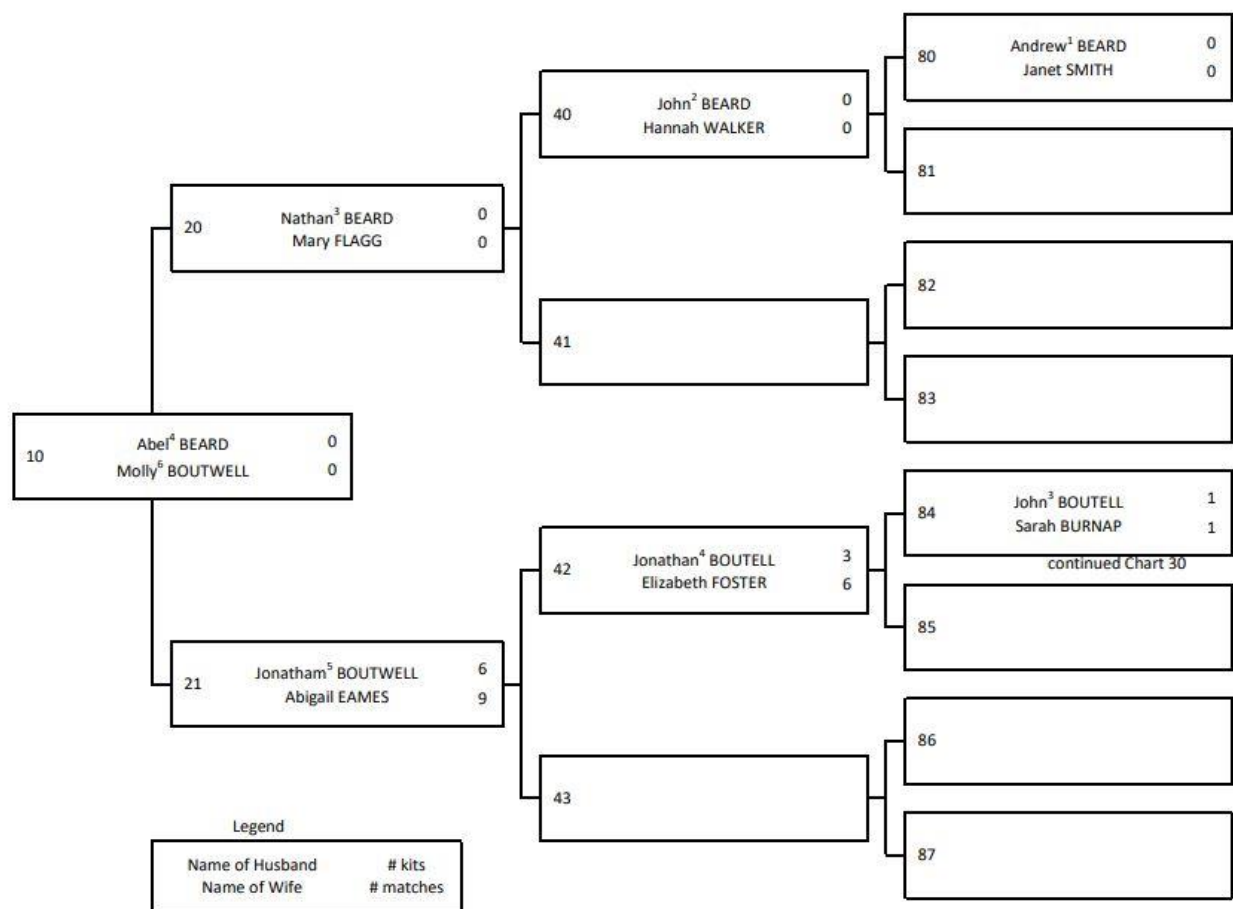 80 Andrew¹ BEARD 0
Janet SMITH 0
40 John² BEARD 0
Hannah WALKER 0
81
20 Nathan³ BEARD 0
Mary FLAGG 0
82
41
83
10 Abel⁴ BEARD 0
Molly⁶ BOUTWELL 0
84 John³ BOUTELL 1
Sarah BURNAP 1
continued Chart 30
42 Jonathan⁴ BOUTELL 3
Elizabeth FOSTER 6
85
21 Jonatham⁵ BOUTWELL 6
Abigail EAMES 9
86
43
87
Legend
Name of Husband # kits
Name of Wife # matches